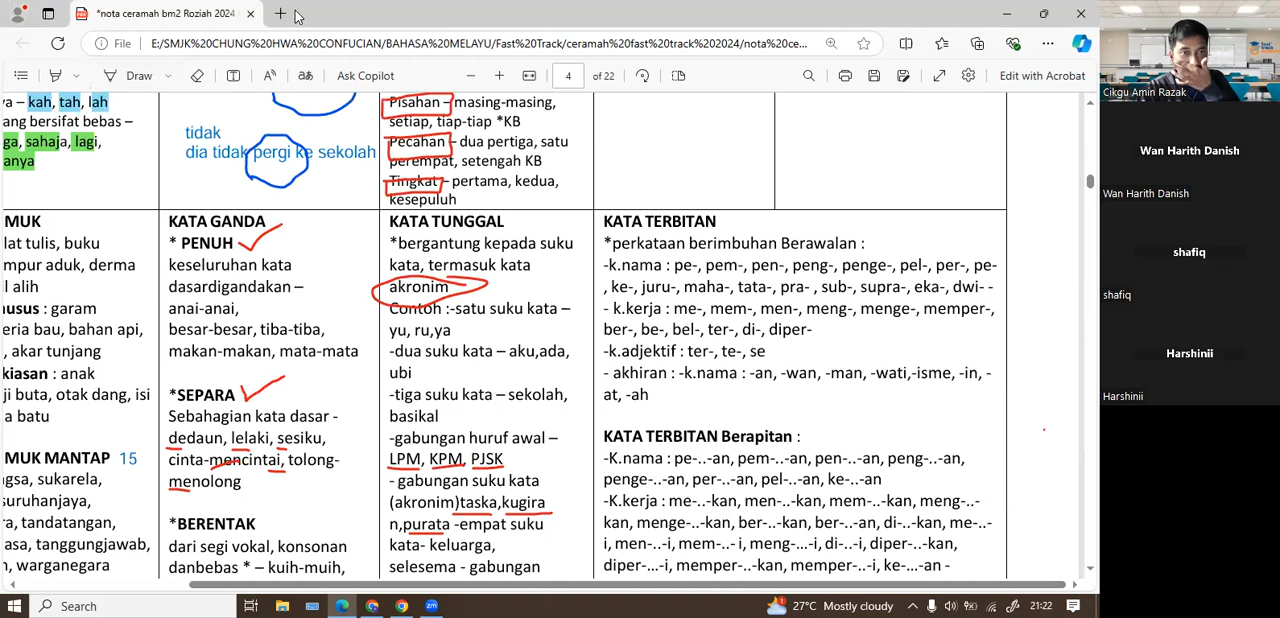 *nota ceramah bm2 Roziah 2024
File
E:/SMJK%20CHUNG%20HWA%20CONFUCIAN/BAHASA%20MELAYU/Fast%20Track/ceramah%20fast%20track%202024/nota%20ce...
Draw
Ask Copilot
4 of 22
Edit with Acrobat
ya – kah, tah, lah
ang bersifat bebas –
ga, sahaja, lagi,
anya
tidak
dia tidak pergi ke sekolah
Pisahan – masing-masing,
setiap, tiap-tiap *KB
Pecahan – dua pertiga, satu
perempat, setengah KB
Tingkat – pertama, kedua,
kesepuluh
MUK
lat tulis, buku
mpur aduk, derma
l alih
usus : garam
eria bau, bahan api,
, akar tunjang
kiasan : anak
ji buta, otak dang, isi
a batu
MUK MANTAP 15
gsa, sukarela,
suruhanjaya,
ra, tandatangan,
asa, tanggungjawab,
n, warganegara
KATA GANDA
* PENUH
keseluruhan kata
dasardigandakan –
anai-anai,
besar-besar, tiba-tiba,
makan-makan, mata-mata
*SEPARA
Sebahagian kata dasar -
dedaun, lelaki, sesiku,
cinta-mencintai, tolong-
menolong
*BERENTAK
dari segi vokal, konsonan
danbebas * – kuih-muih,
KATA TUNGGAL
*bergantung kepada suku
kata, termasuk kata
akronim
Contoh :-satu suku kata –
yu, ru,ya
-dua suku kata – aku,ada,
ubi
-tiga suku kata – sekolah,
basikal
-gabungan huruf awal –
LPM, KPM, PJSK
- gabungan suku kata
(akronim)taska,kugira
n,purata -empat suku
kata- keluarga,
selesema - gabungan
KATA TERBITAN
*perkataan berimbuhan Berawalan :
-k.nama : pe-, pem-, pen-, peng-, penge-, pel-, per-, pe-
, ke-, juru-, maha-, tata-, pra- , sub-, supra-, eka-, dwi- -
- k.kerja : me-, mem-, men-, meng-, menge-, memper-,
ber-, be-, bel-, ter-, di-, diper-
-k.adjektif : ter-, te-, se
- akhiran : -k.nama : -an, -wan, -man, -wati,-isme, -in, -
at, -ah
KATA TERBITAN Berapitan :
-K.nama : pe-..-an, pem-..-an, pen-..-an, peng-..-an,
penge-..-an, per-..-an, pel-..-an, ke-..-an
-K.kerja : me-..-kan, men-..-kan, mem-..-kan, meng-..-
kan, menge-..-kan, ber-..-kan, ber-..-an, di-..-kan, me-..-
i, men-..-i, mem-..- i, meng-...-i, di-..-i, diper-..-kan,
diper-...-i, memper-..-kan, memper-..-i, ke-...-an -
Cikgu Amin Razak
Wan Harith Danish
Wan Harith Danish
shafiq
shafiq
Harshinii
Harshinii
Search
27°C Mostly cloudy
21:22